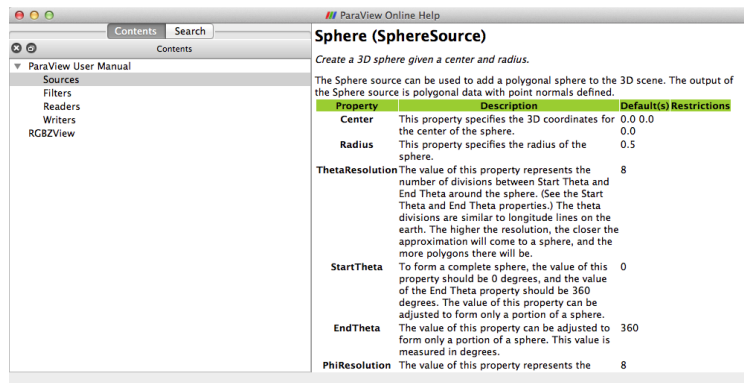 ParaView Online Help
Contents Search
Contents
ParaView User Manual
Sources
Filters
Readers
Writers
RGBZView
Sphere (SphereSource)
Create a 3D sphere given a center and radius.
The Sphere source can be used to add a polygonal sphere to the 3D scene. The output of
the Sphere source is polygonal data with point normals defined.
Property Description Default(s) Restrictions
Center This property specifies the 3D coordinates for 0.0 0.0
the center of the sphere. 0.0
Radius This property specifies the radius of the 0.5
sphere.
ThetaResolution The value of this property represents the 8
number of divisions between Start Theta and
End Theta around the sphere. (See the Start
Theta and End Theta properties.) The theta
divisions are similar to longitude lines on the
earth. The higher the resolution, the closer the
approximation will come to a sphere, and the
more polygons there will be.
StartTheta To form a complete sphere, the value of this 0
property should be 0 degrees, and the value
of the End Theta property should be 360
degrees. The value of this property can be
adjusted to form only a portion of a sphere.
EndTheta The value of this property can be adjusted to 360
form only a portion of a sphere. This value is
measured in degrees.
PhiResolution The value of this property represents the 8